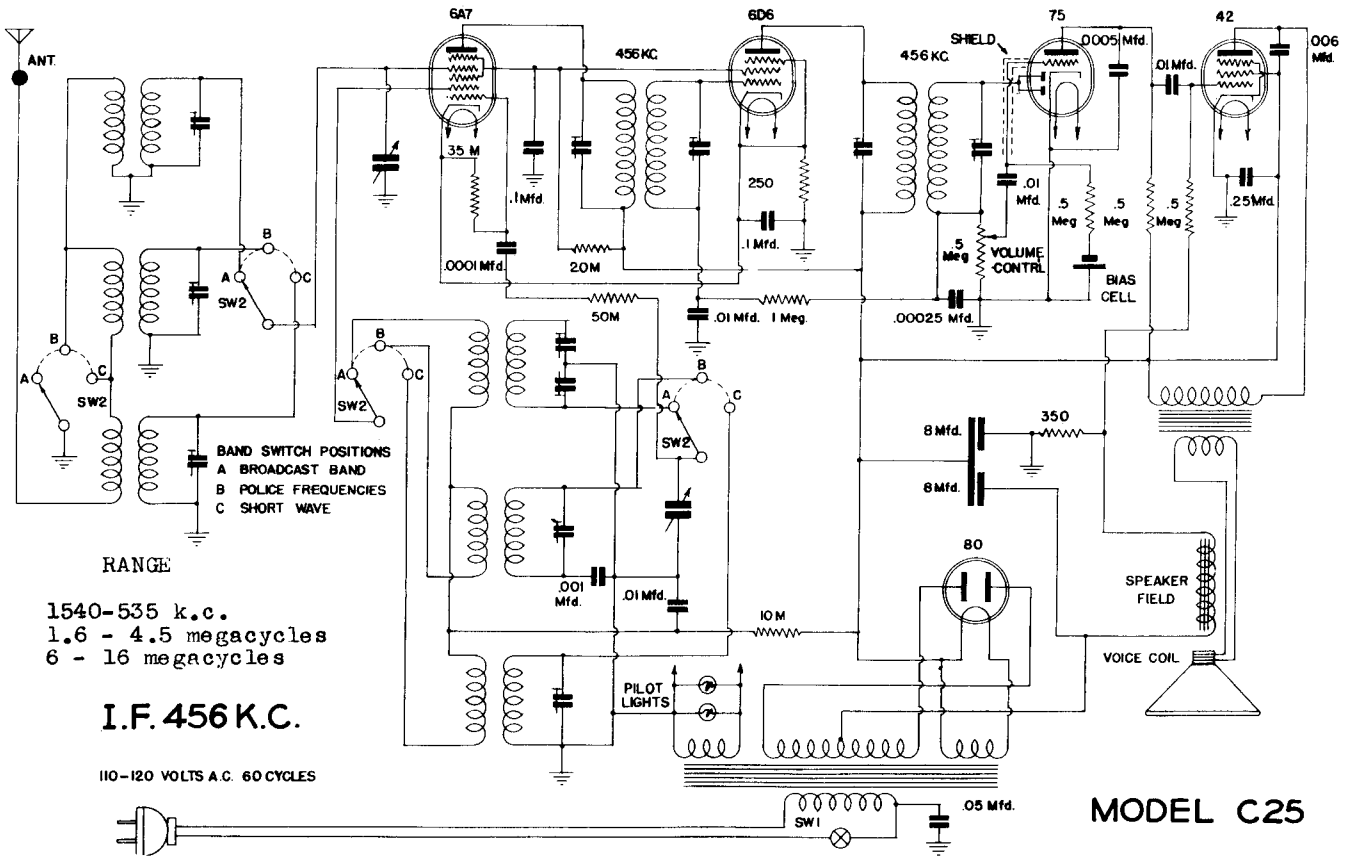 6A7
6D6
75
42
ANT.
456KC.
SHIELD
456 KC.
.0005 Mfd.
.01 Mfd.
.006
Mfd.
35 M
.1 Mfd.
250
.1 Mfd.
.0001 Mfd.
20 M
50M
.01 Mfd.
1 Meg.
.5
Meg
VOLUME
CONTRL
.01
Mfd.
.5
Meg
.5
Meg
.5
Meg
.25 Mfd.
BIAS
CELL
.00025 Mfd.
A
B
C
SW2
A
B
C
SW2
A
B
C
SW2
A
B
C
SW2
BAND SWITCH POSITIONS
A BROADCAST BAND
B POLICE FREQUENCIES
C SHORT WAVE
RANGE
1540-535 k.c.
1.6 - 4.5 megacycles
6 - 16 megacycles
I.F. 456 K.C.
110-120 VOLTS A.C. 60 CYCLES
.001
Mfd.
.01 Mfd.
10 M
PILOT
LIGHTS
8 Mfd.
8 Mfd.
350
80
SPEAKER
FIELD
VOICE COIL
SW1
.05 Mfd.
MODEL C25